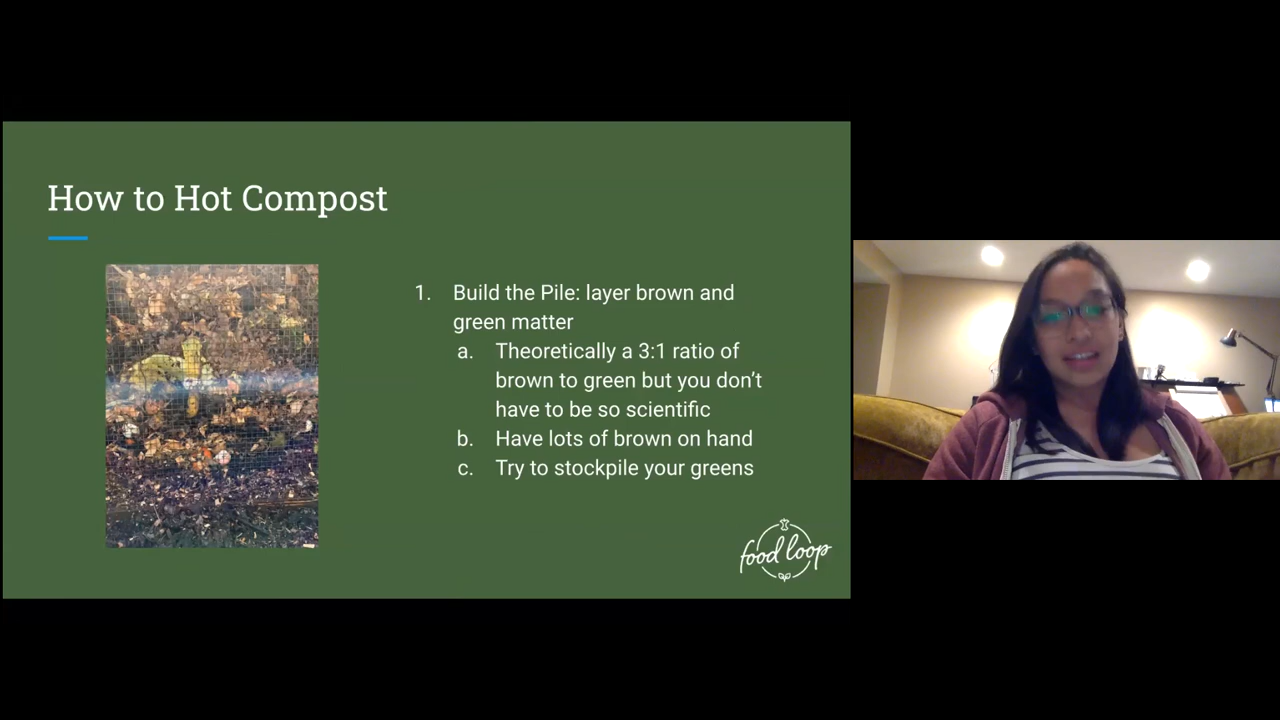 How to Hot Compost
1. Build the Pile: layer brown and
green matter
a. Theoretically a 3:1 ratio of
brown to green but you don’t
have to be so scientific
b. Have lots of brown on hand
c. Try to stockpile your greens
food loop